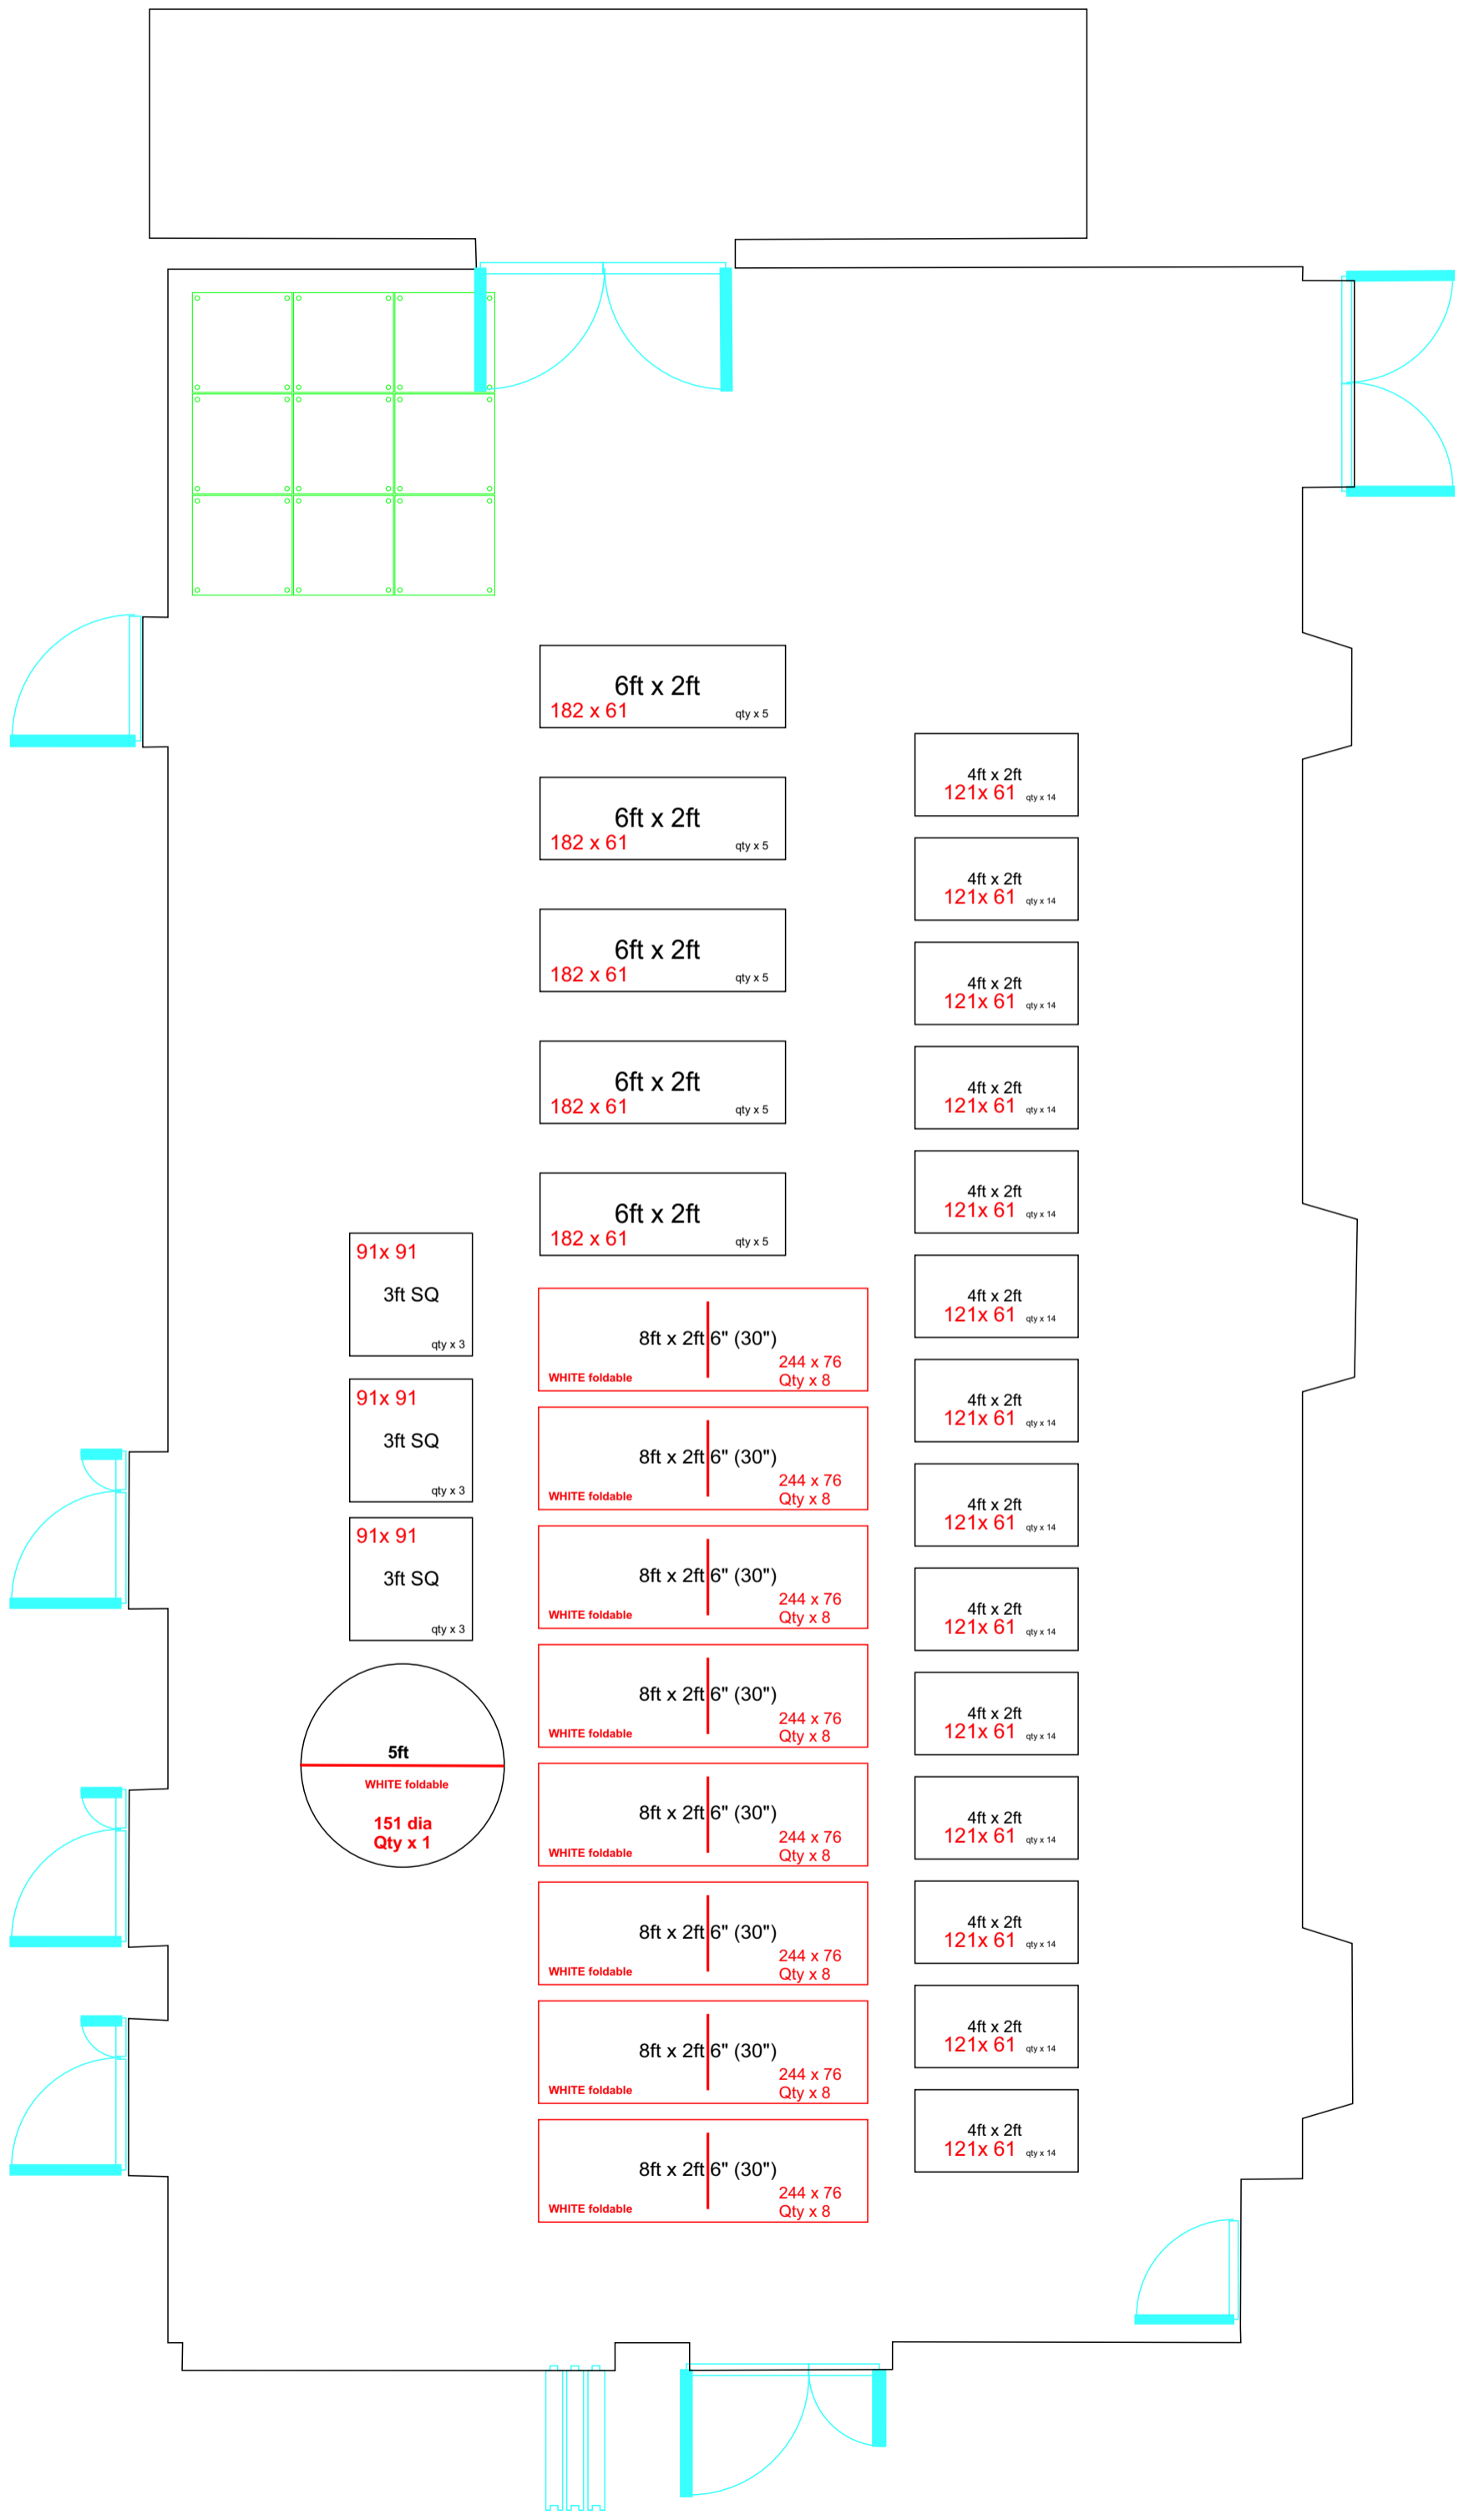 6ft x 2ft
182 x 61 qty x 5
6ft x 2ft
182 x 61 qty x 5
6ft x 2ft
182 x 61 qty x 5
6ft x 2ft
182 x 61 qty x 5
6ft x 2ft
182 x 61 qty x 5
4ft x 2ft
121x 61 qty x 14
4ft x 2ft
121x 61 qty x 14
4ft x 2ft
121x 61 qty x 14
4ft x 2ft
121x 61 qty x 14
4ft x 2ft
121x 61 qty x 14
4ft x 2ft
121x 61 qty x 14
4ft x 2ft
121x 61 qty x 14
4ft x 2ft
121x 61 qty x 14
4ft x 2ft
121x 61 qty x 14
4ft x 2ft
121x 61 qty x 14
4ft x 2ft
121x 61 qty x 14
4ft x 2ft
121x 61 qty x 14
4ft x 2ft
121x 61 qty x 14
4ft x 2ft
121x 61 qty x 14
91x 91
3ft SQ
qty x 3
91x 91
3ft SQ
qty x 3
91x 91
3ft SQ
qty x 3
5ft
WHITE foldable
151 dia
Qty x 1
8ft x 2ft 6" (30")
244 x 76
WHITE foldable Qty x 8
8ft x 2ft 6" (30")
244 x 76
WHITE foldable Qty x 8
8ft x 2ft 6" (30")
244 x 76
WHITE foldable Qty x 8
8ft x 2ft 6" (30")
244 x 76
WHITE foldable Qty x 8
8ft x 2ft 6" (30")
244 x 76
WHITE foldable Qty x 8
8ft x 2ft 6" (30")
244 x 76
WHITE foldable Qty x 8
8ft x 2ft 6" (30")
244 x 76
WHITE foldable Qty x 8
8ft x 2ft 6" (30")
244 x 76
WHITE foldable Qty x 8